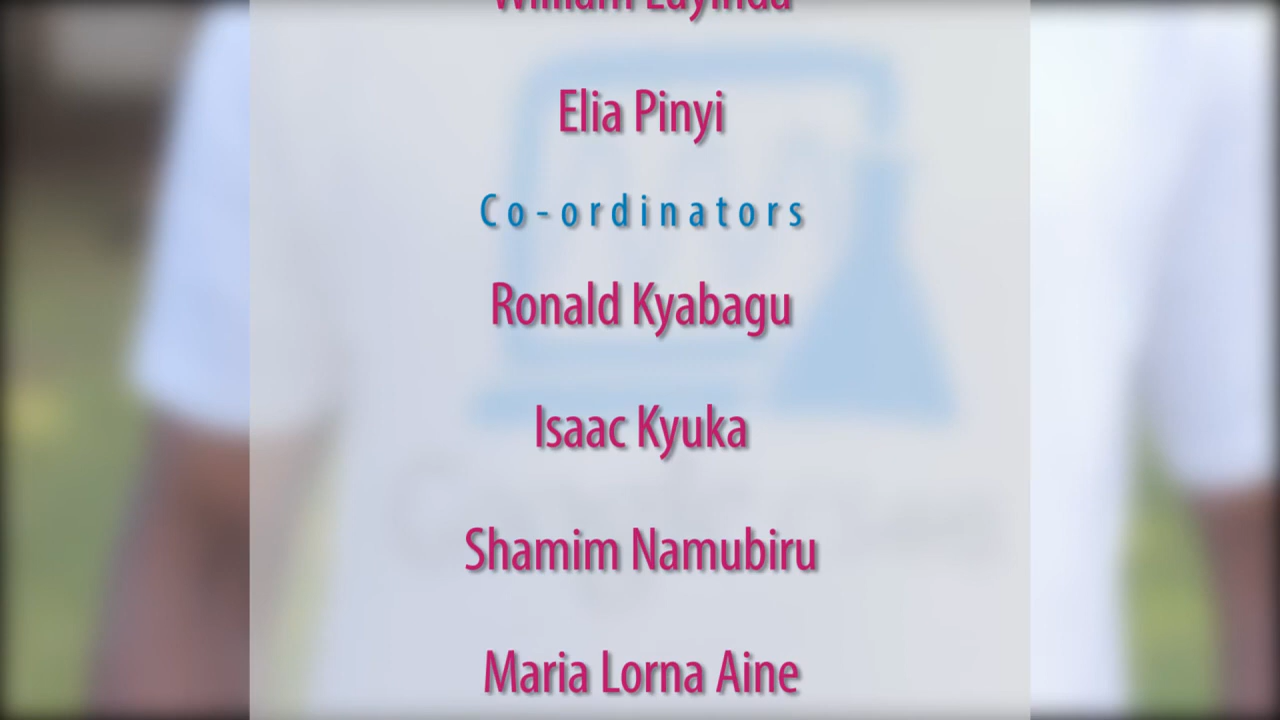 Elia Pinyi
Co-ordinators
Ronald Kyabagu
Isaac Kyuka
Shamim Namubiru
Maria Lorna Aine